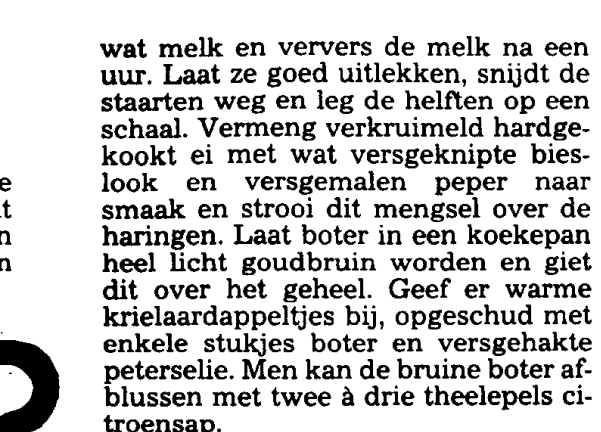 wat melk en ververs de melk na een
uur. Laat ze goed uitlekken, snijdt de
staarten weg en leg de helften op een
schaal. Vermeng verkruimeld hardge-
kookt ei met wat versgeknipte bies-
look en versgemalen peper naar
smaak en strooi dit mengsel over de
haringen. Laat boter in een koekepan
heel licht goudbruin worden en giet
dit over het geheel. Geef er warme
krielaardappeltjes bij, opgeschud met
enkele stukjes boter en versgehakte
peterselie. Men kan de bruine boter af-
blussen met twee à drie theelepels ci-
troensap.